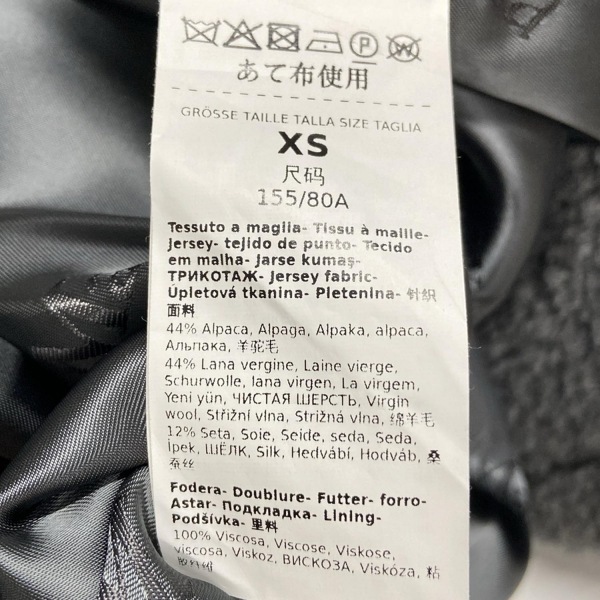 あて布使用
GRÖSSE TAILLE TALLA SIZE TAGLIA
XS
尺码
155/80A
Tessuto a maglia- Tissu à maille-
Jersey- tejido de punto- Tecido
em malha- Jarse kumaş-
ТРИКОТАЖ- Jersey fabric-
Úpletová tkanina- Pletenina- 针织
面料
44% Alpaca, Alpaga, Alpaka, alpaca,
Альпака, 羊驼毛
44% Lana vergine, Laine vierge,
Schurwolle, lana virgen, La virgem,
Yeni yün, ЧИСТАЯ ШЕРСТЬ, Virgin
wool, Střižní vlna, Strižná vlna, 绵羊毛
12% Seta, Soie, Seide, seda, Seda,
İpek, ШЁЛК, Silk, Hedvábí, Hodváb, 桑
蚕丝
Fodera- Doublure- Futter- forro-
Astar- Подкладка- Lining-
Podšívka- 里料
100% Viscosa, Viscose, Viskose,
viscosa, Viskoz, ВИСКОЗА, Viskóza, 粘
胶纤维